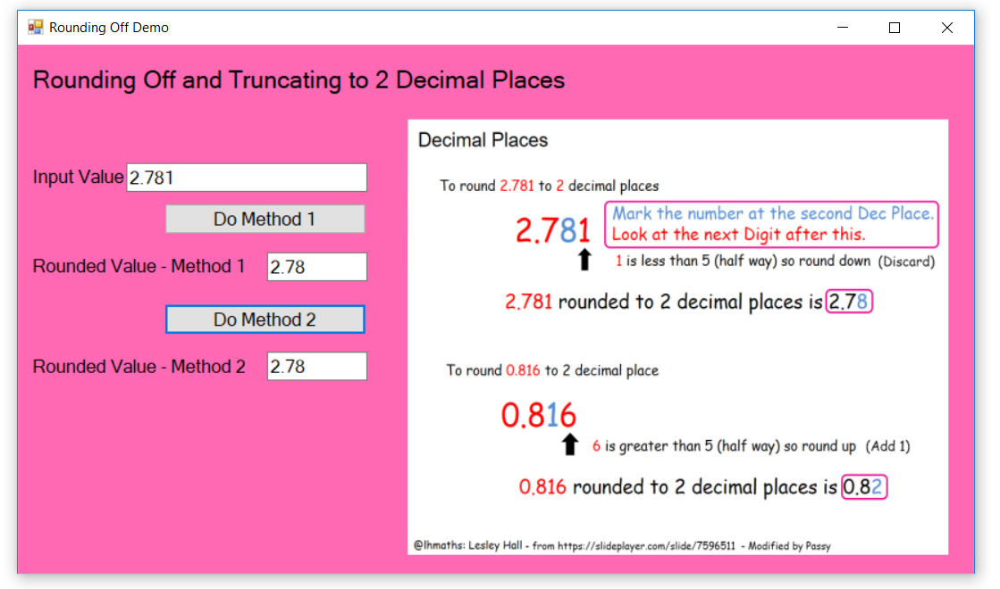 Rounding Off Demo
Rounding Off and Truncating to 2 Decimal Places
Input Value 2.781
Do Method 1
Rounded Value - Method 1 2.78
Do Method 2
Rounded Value - Method 2 2.78
Decimal Places
To round 2.781 to 2 decimal places
2.781
Mark the number at the second Dec Place.
Look at the next Digit after this.
1 is less than 5 (half way) so round down (Discard)
2.781 rounded to 2 decimal places is 2.78
To round 0.816 to 2 decimal place
0.816
6 is greater than 5 (half way) so round up (Add 1)
0.816 rounded to 2 decimal places is 0.82
@lhmaths: Lesley Hall - from https://slideplayer.com/slide/7596511 - Modified by Passy